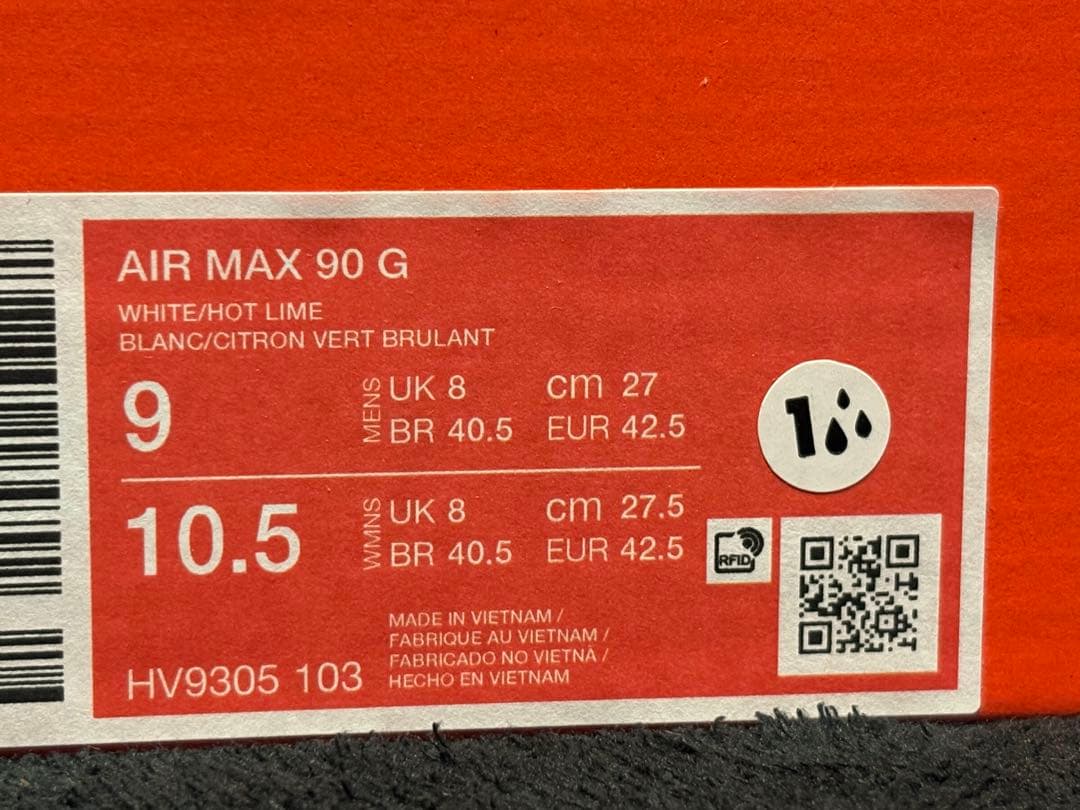 AIR MAX 90 G
WHITE/HOT LIME
BLANC/CITRON VERT BRULANT
9
MENS
UK 8
cm 27
BR 40.5
EUR 42.5
10.5
WMNS
UK 8
cm 27.5
BR 40.5
EUR 42.5
1
RFID
MADE IN VIETNAM /
FABRIQUE AU VIETNAM /
FABRICADO NO VIETNÃ /
HECHO EN VIETNAM
HV9305 103